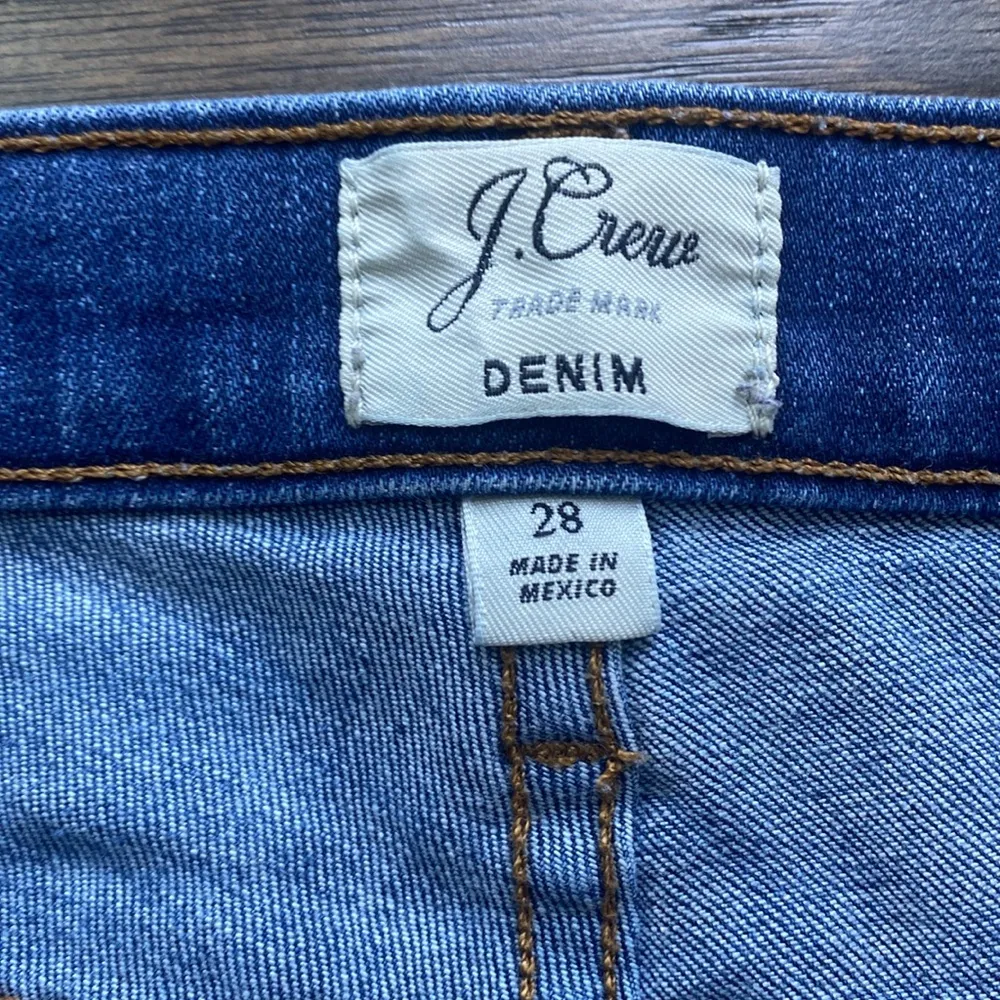 J.Crew
TRADE MARK
DENIM
28
MADE IN
MEXICO